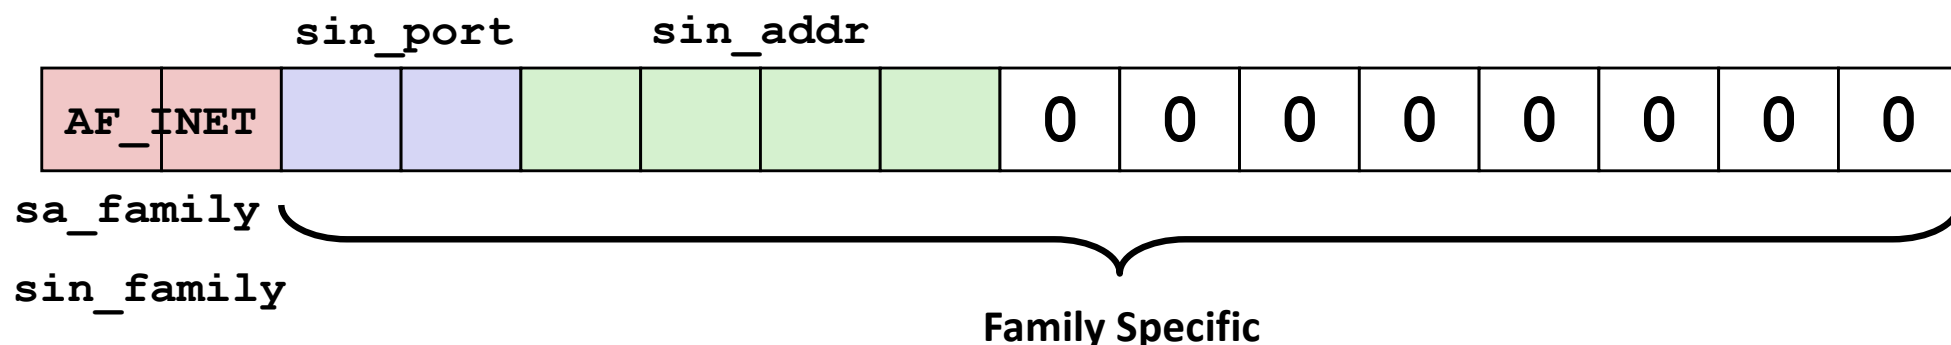 sin_port sin_addr
AF_INET 0 0 0 0 0 0 0 0
sa_family
sin_family
Family Specific